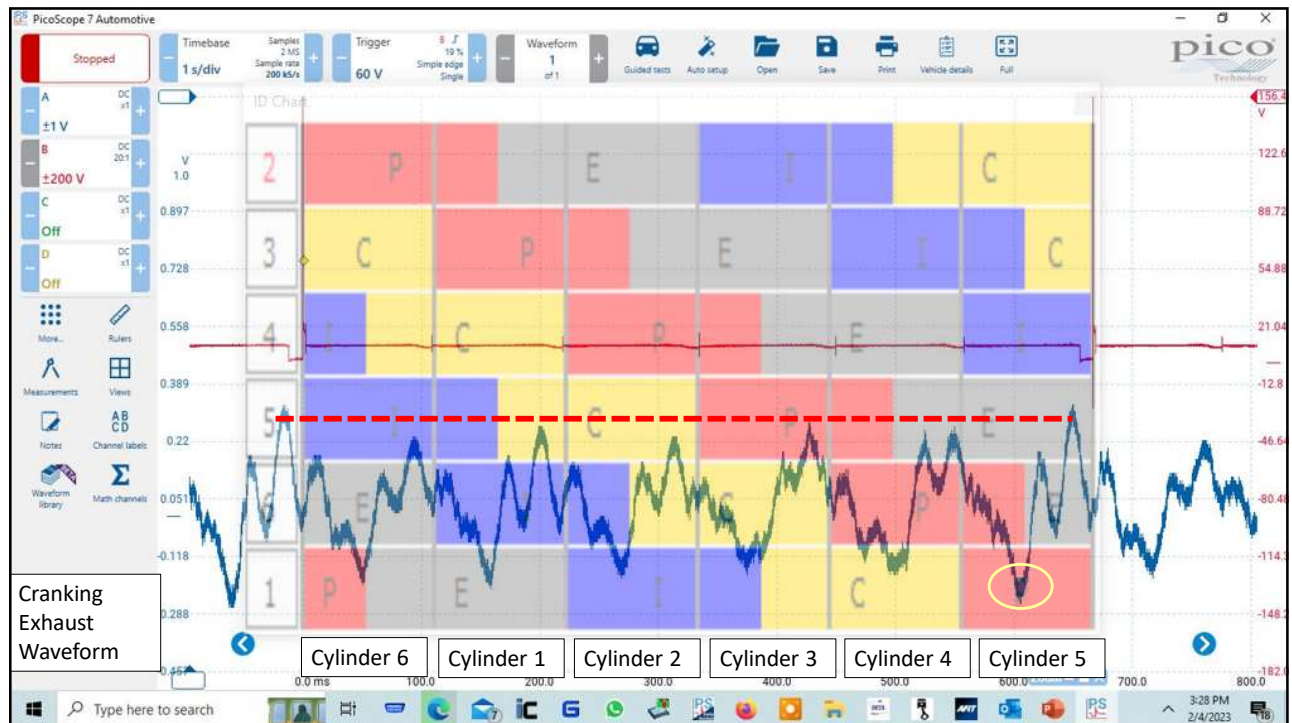 PicoScope 7 Automotive
Stopped
Timebase
1 s/div
Samples
2 MS
Sample rate
200 kS/s
Trigger
60 V
B
19 %
Simple edge
Single
Waveform
1
of 1
Guided tests
Auto setup
Open
Save
Print
Vehicle details
Full
pico
Technology
A
DC
x1
±1 V
B
DC
20:1
±200 V
C
DC
x1
Off
D
DC
x1
Off
More...
Rulers
Measurements
Views
Notes
Channel labels
Waveform
library
Math channels
ID Chart
V
1.0
0.897
0.728
0.558
0.389
0.22
0.051
-0.118
0.288
156.4
V
122.6
88.72
54.88
21.04
-12.8
-46.64
-80.48
-114.3
-148.2
-182.0
2 P E I C
3 C P E I C
4 I C P E I
5 I C P E
6 E I C P E
1 P E I C
Cranking
Exhaust
Waveform
Cylinder 6
Cylinder 1
Cylinder 2
Cylinder 3
Cylinder 4
Cylinder 5
0.0 ms
100.0
200.0
300.0
400.0
500.0
600.0
700.0
800.0
Type here to search
3:28 PM
2/4/2023